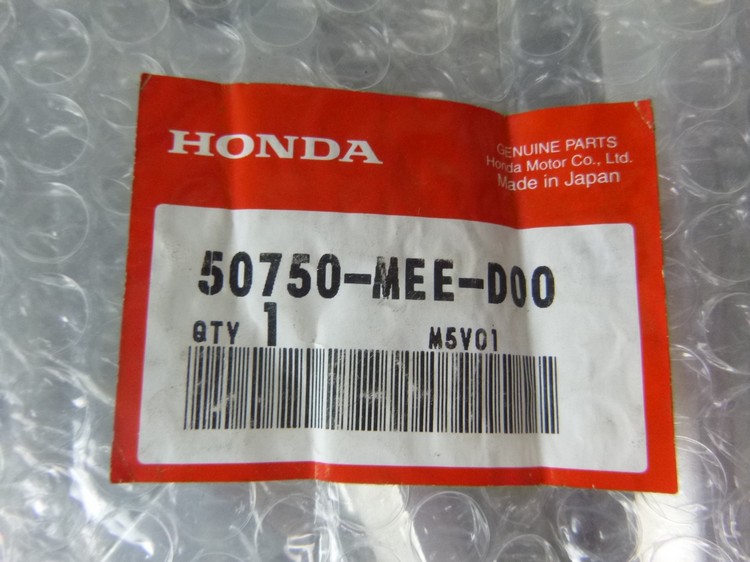 HONDA
GENUINE PARTS
Honda Motor Co., Ltd.
Made in Japan
50750-MEE-D00
QTY 1 M5V01